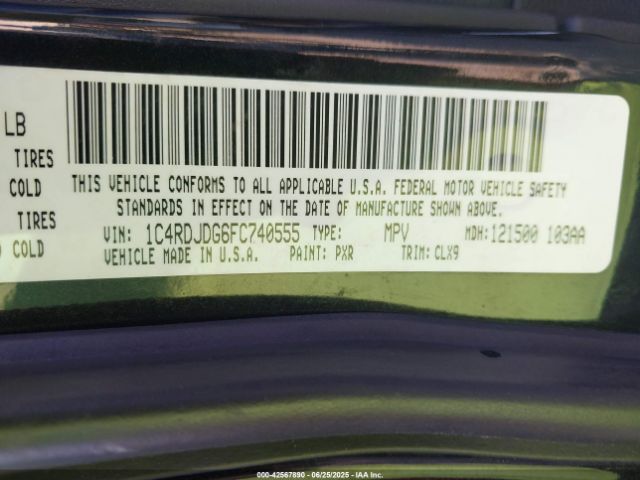 LB
TIRES
COLD
TIRES
COLD
THIS VEHICLE CONFORMS TO ALL APPLICABLE U.S.A. FEDERAL MOTOR VEHICLE SAFETY
STANDARDS IN EFFECT ON THE DATE OF MANUFACTURE SHOWN ABOVE.
VIN: 1C4RDJDG6FC740555 TYPE: MPV MDH: 121500 103AA
VEHICLE MADE IN U.S.A. PAINT: PXR TRIM: CLX9
000-42567890 - 06/25/2025 - IAA Inc.